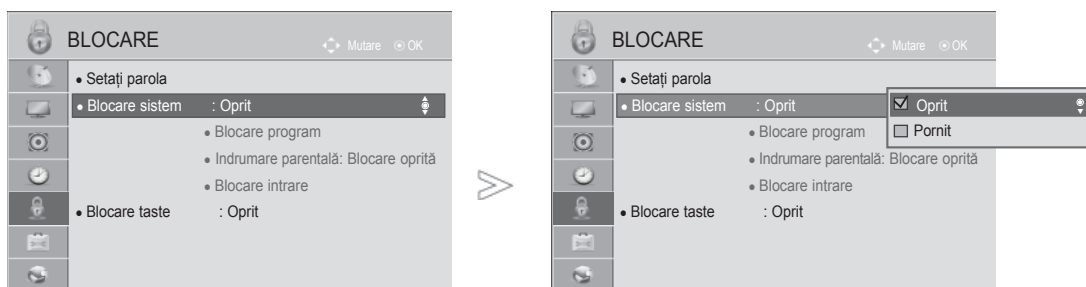 BLOCARE
Mutare OK
• Setați parola
• Blocare sistem : Oprit
• Blocare program
• Indrumare parentală: Blocare oprită
• Blocare intrare
• Blocare taste : Oprit
BLOCARE
Mutare OK
• Setați parola
• Blocare sistem : Oprit
Oprit
Pornit
• Blocare program
• Indrumare parentală: Blocare oprită
• Blocare intrare
• Blocare taste : Oprit